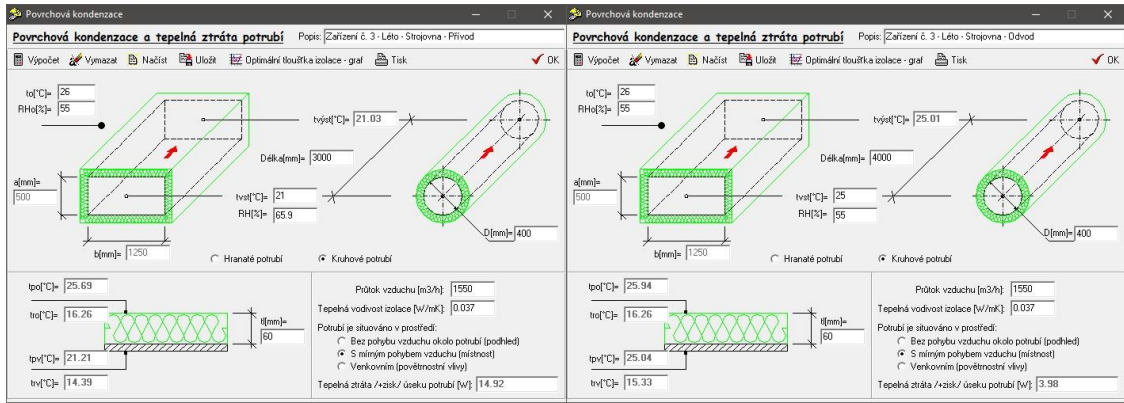 Povrchová kondenzace
Povrchová kondenzace a tepelná ztráta potrubí Popis: Zařízení č. 3 - Léto - Strojovna - Přívod
Výpočet Vymazat Načíst Uložit Optimální tloušťka izolace - graf Tisk OK
to[°C]= 26
RHo[%]= 55
tvýst[°C]= 21.03
Délka[mm]= 3000
a[mm]=
500
tvst[°C]= 21
RH[%]= 65.9
D[mm]= 400
b[mm]= 1250
Hranaté potrubí Kruhové potrubí
tpo[°C]= 25.69
tro[°C]= 16.26
tl[mm]=
60
tpv[°C]= 21.21
trv[°C]= 14.39
Průtok vzduchu [m3/h]: 1550
Tepelná vodivost izolace [W/mK]: 0.037
Potrubí je situováno v prostředí:
Bez pohybu vzduchu okolo potrubí (podhled)
S mírným pohybem vzduchu (místnost)
Venkovním (povětrnostní vlivy)
Tepelná ztráta /+zisk/ úseku potrubí [W]: 14.92
Povrchová kondenzace
Povrchová kondenzace a tepelná ztráta potrubí Popis: Zařízení č. 3 - Léto - Strojovna - Odvod
Výpočet Vymazat Načíst Uložit Optimální tloušťka izolace - graf Tisk OK
to[°C]= 26
RHo[%]= 55
tvýst[°C]= 25.01
Délka[mm]= 4000
a[mm]=
500
tvst[°C]= 25
RH[%]= 55
D[mm]= 400
b[mm]= 1250
Hranaté potrubí Kruhové potrubí
tpo[°C]= 25.94
tro[°C]= 16.26
tl[mm]=
60
tpv[°C]= 25.04
trv[°C]= 15.33
Průtok vzduchu [m3/h]: 1550
Tepelná vodivost izolace [W/mK]: 0.037
Potrubí je situováno v prostředí:
Bez pohybu vzduchu okolo potrubí (podhled)
S mírným pohybem vzduchu (místnost)
Venkovním (povětrnostní vlivy)
Tepelná ztráta /+zisk/ úseku potrubí [W]: 3.98